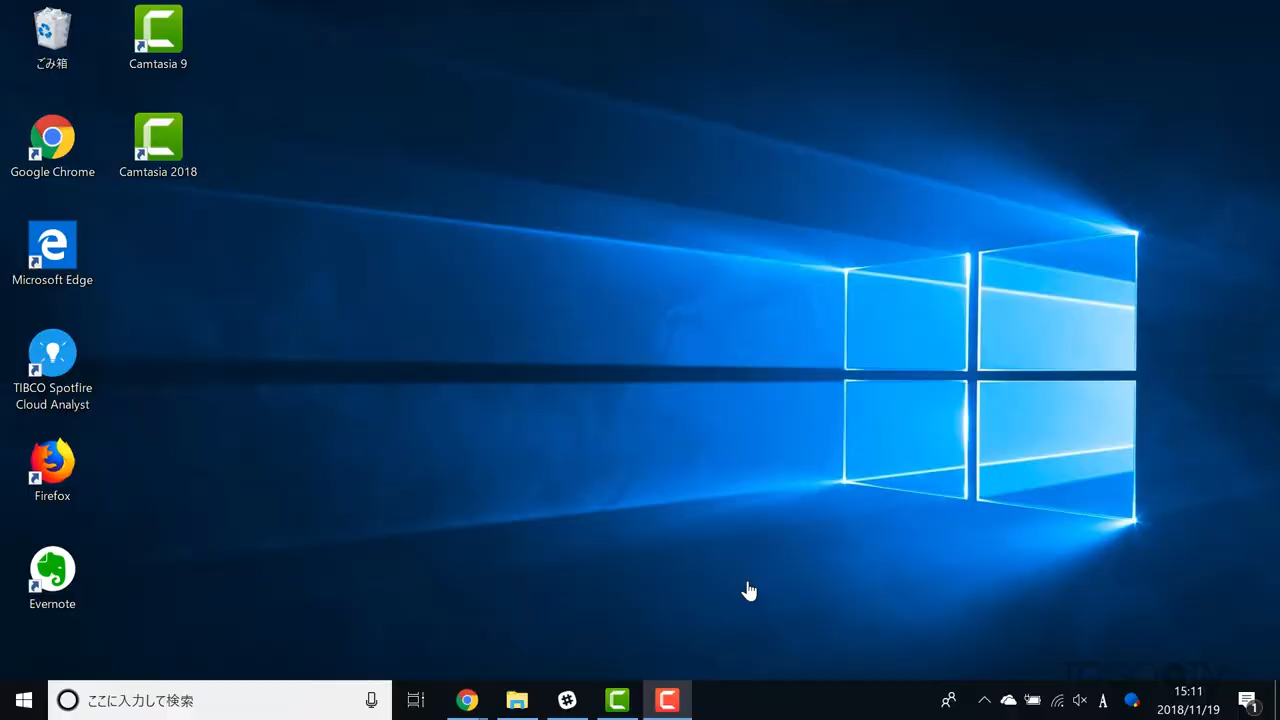 ごみ箱
Camtasia 9
Google Chrome
Camtasia 2018
Microsoft Edge
TIBCO Spotfire
Cloud Analyst
Firefox
Evernote
ここに入力して検索
A
15:11
2018/11/19
1